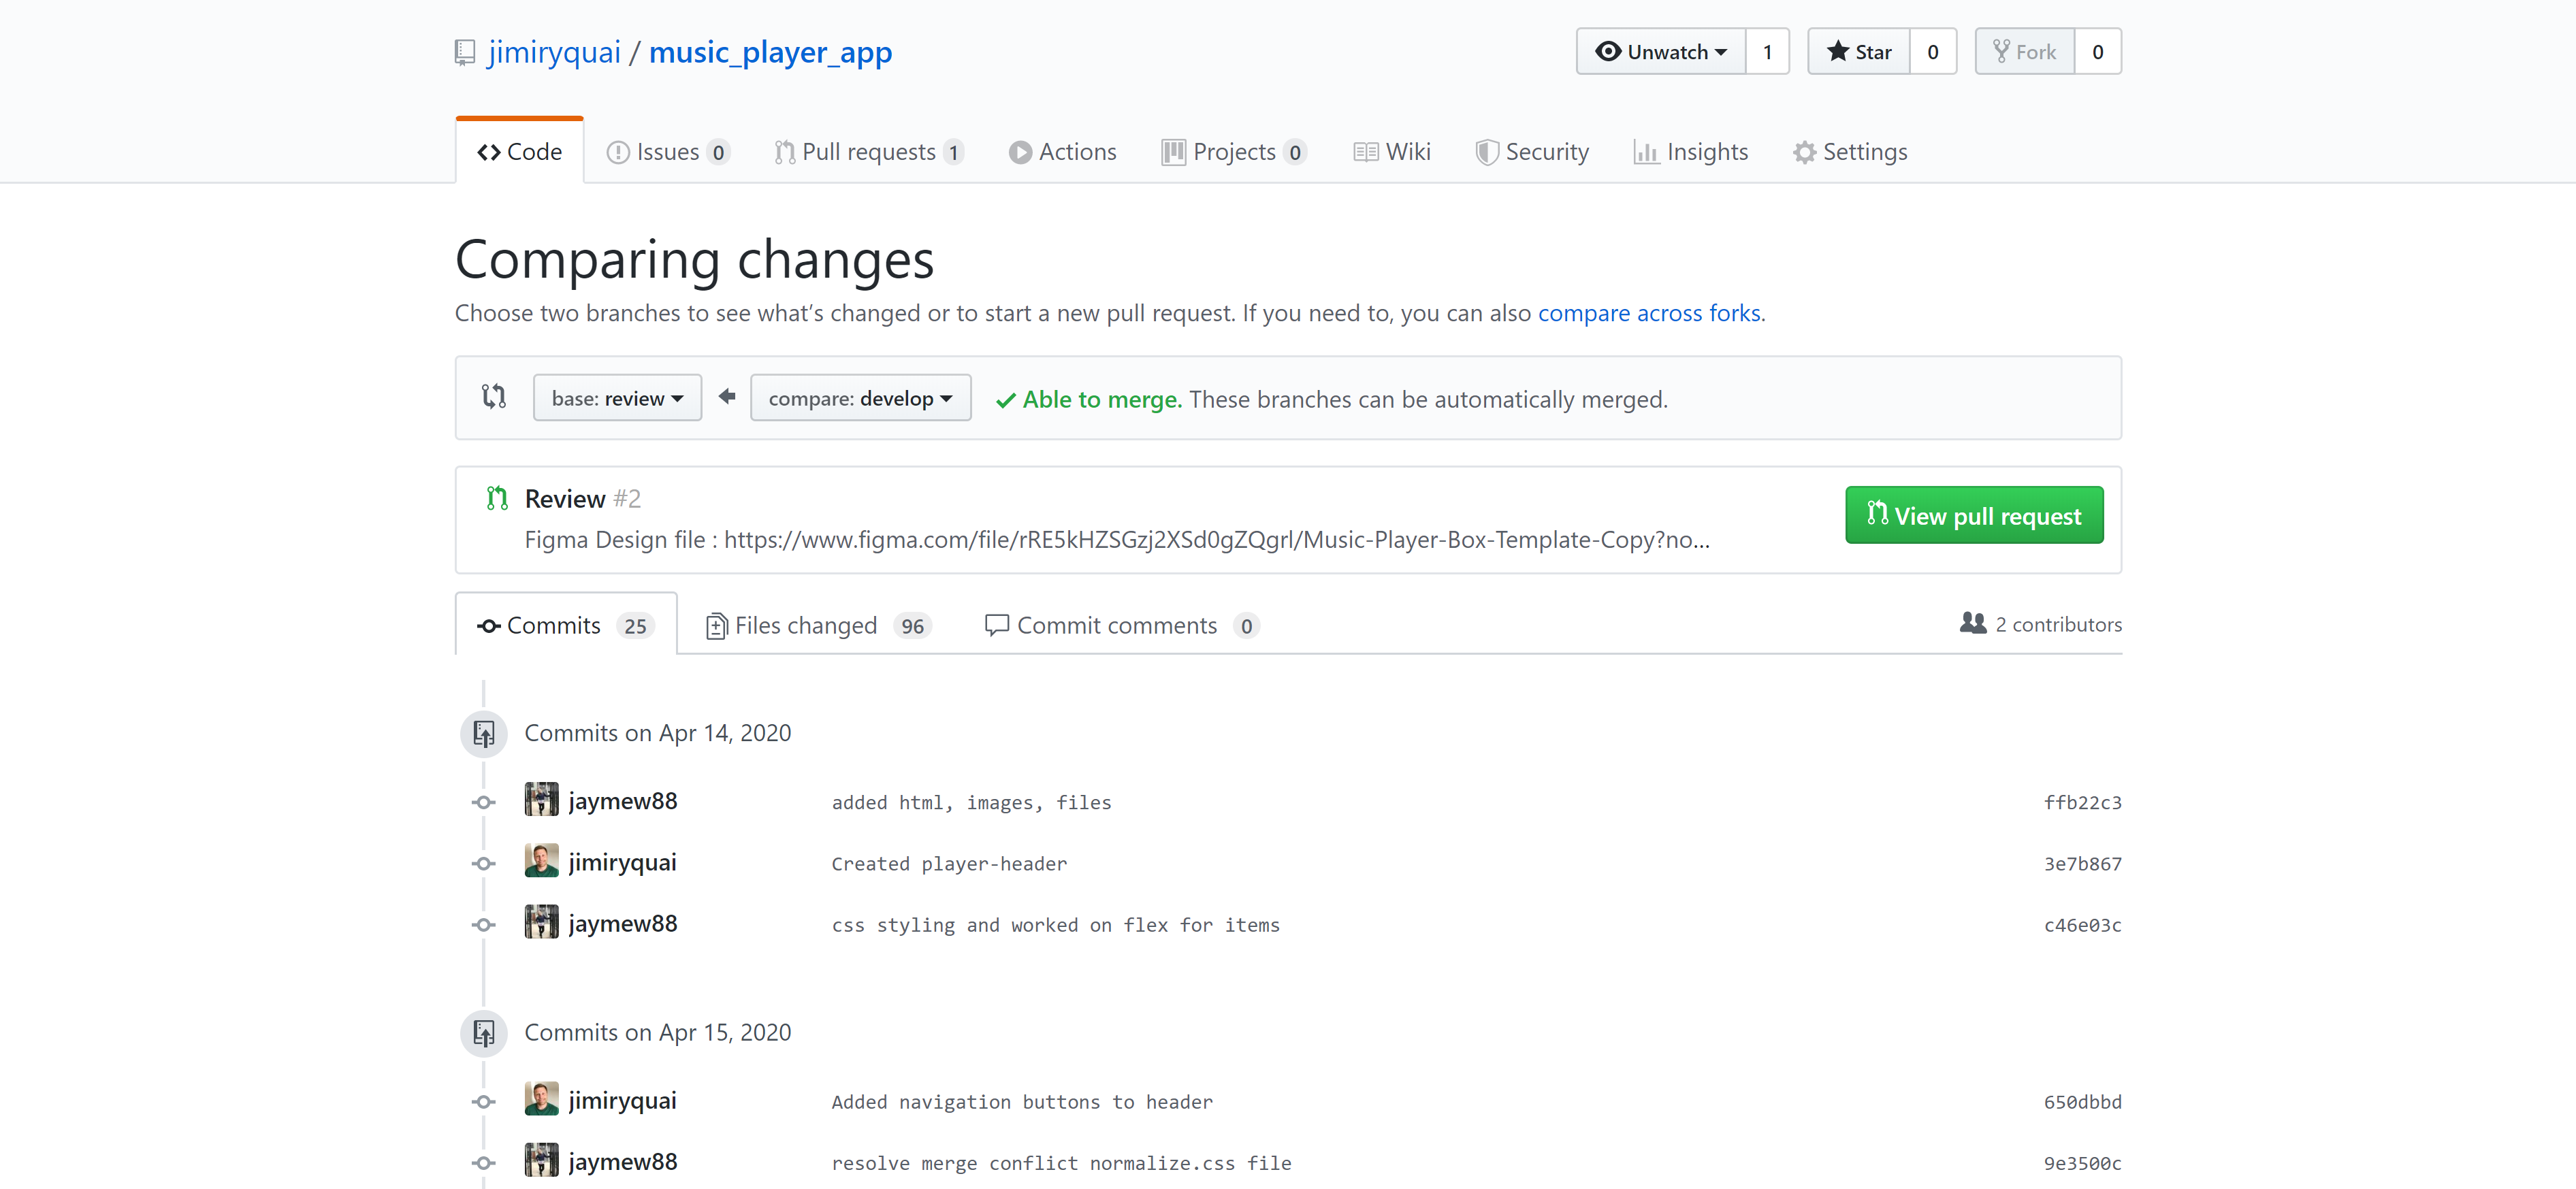 jimiryquai / music_player_app
Unwatch 1 Star 0 Fork 0
Code Issues 0 Pull requests 1 Actions Projects 0 Wiki Security Insights Settings
Comparing changes
Choose two branches to see what’s changed or to start a new pull request. If you need to, you can also compare across forks.
base: review compare: develop Able to merge. These branches can be automatically merged.
Review #2
View pull request
Figma Design file : https://www.figma.com/file/rRE5kHZSGzj2XSd0gZQgrl/Music-Player-Box-Template-Copy?no...
Commits 25 Files changed 96 Commit comments 0 2 contributors
Commits on Apr 14, 2020
jaymew88 added html, images, files ffb22c3
jimiryquai Created player-header 3e7b867
jaymew88 css styling and worked on flex for items c46e03c
Commits on Apr 15, 2020
jimiryquai Added navigation buttons to header 650dbbd
jaymew88 resolve merge conflict normalize.css file 9e3500c